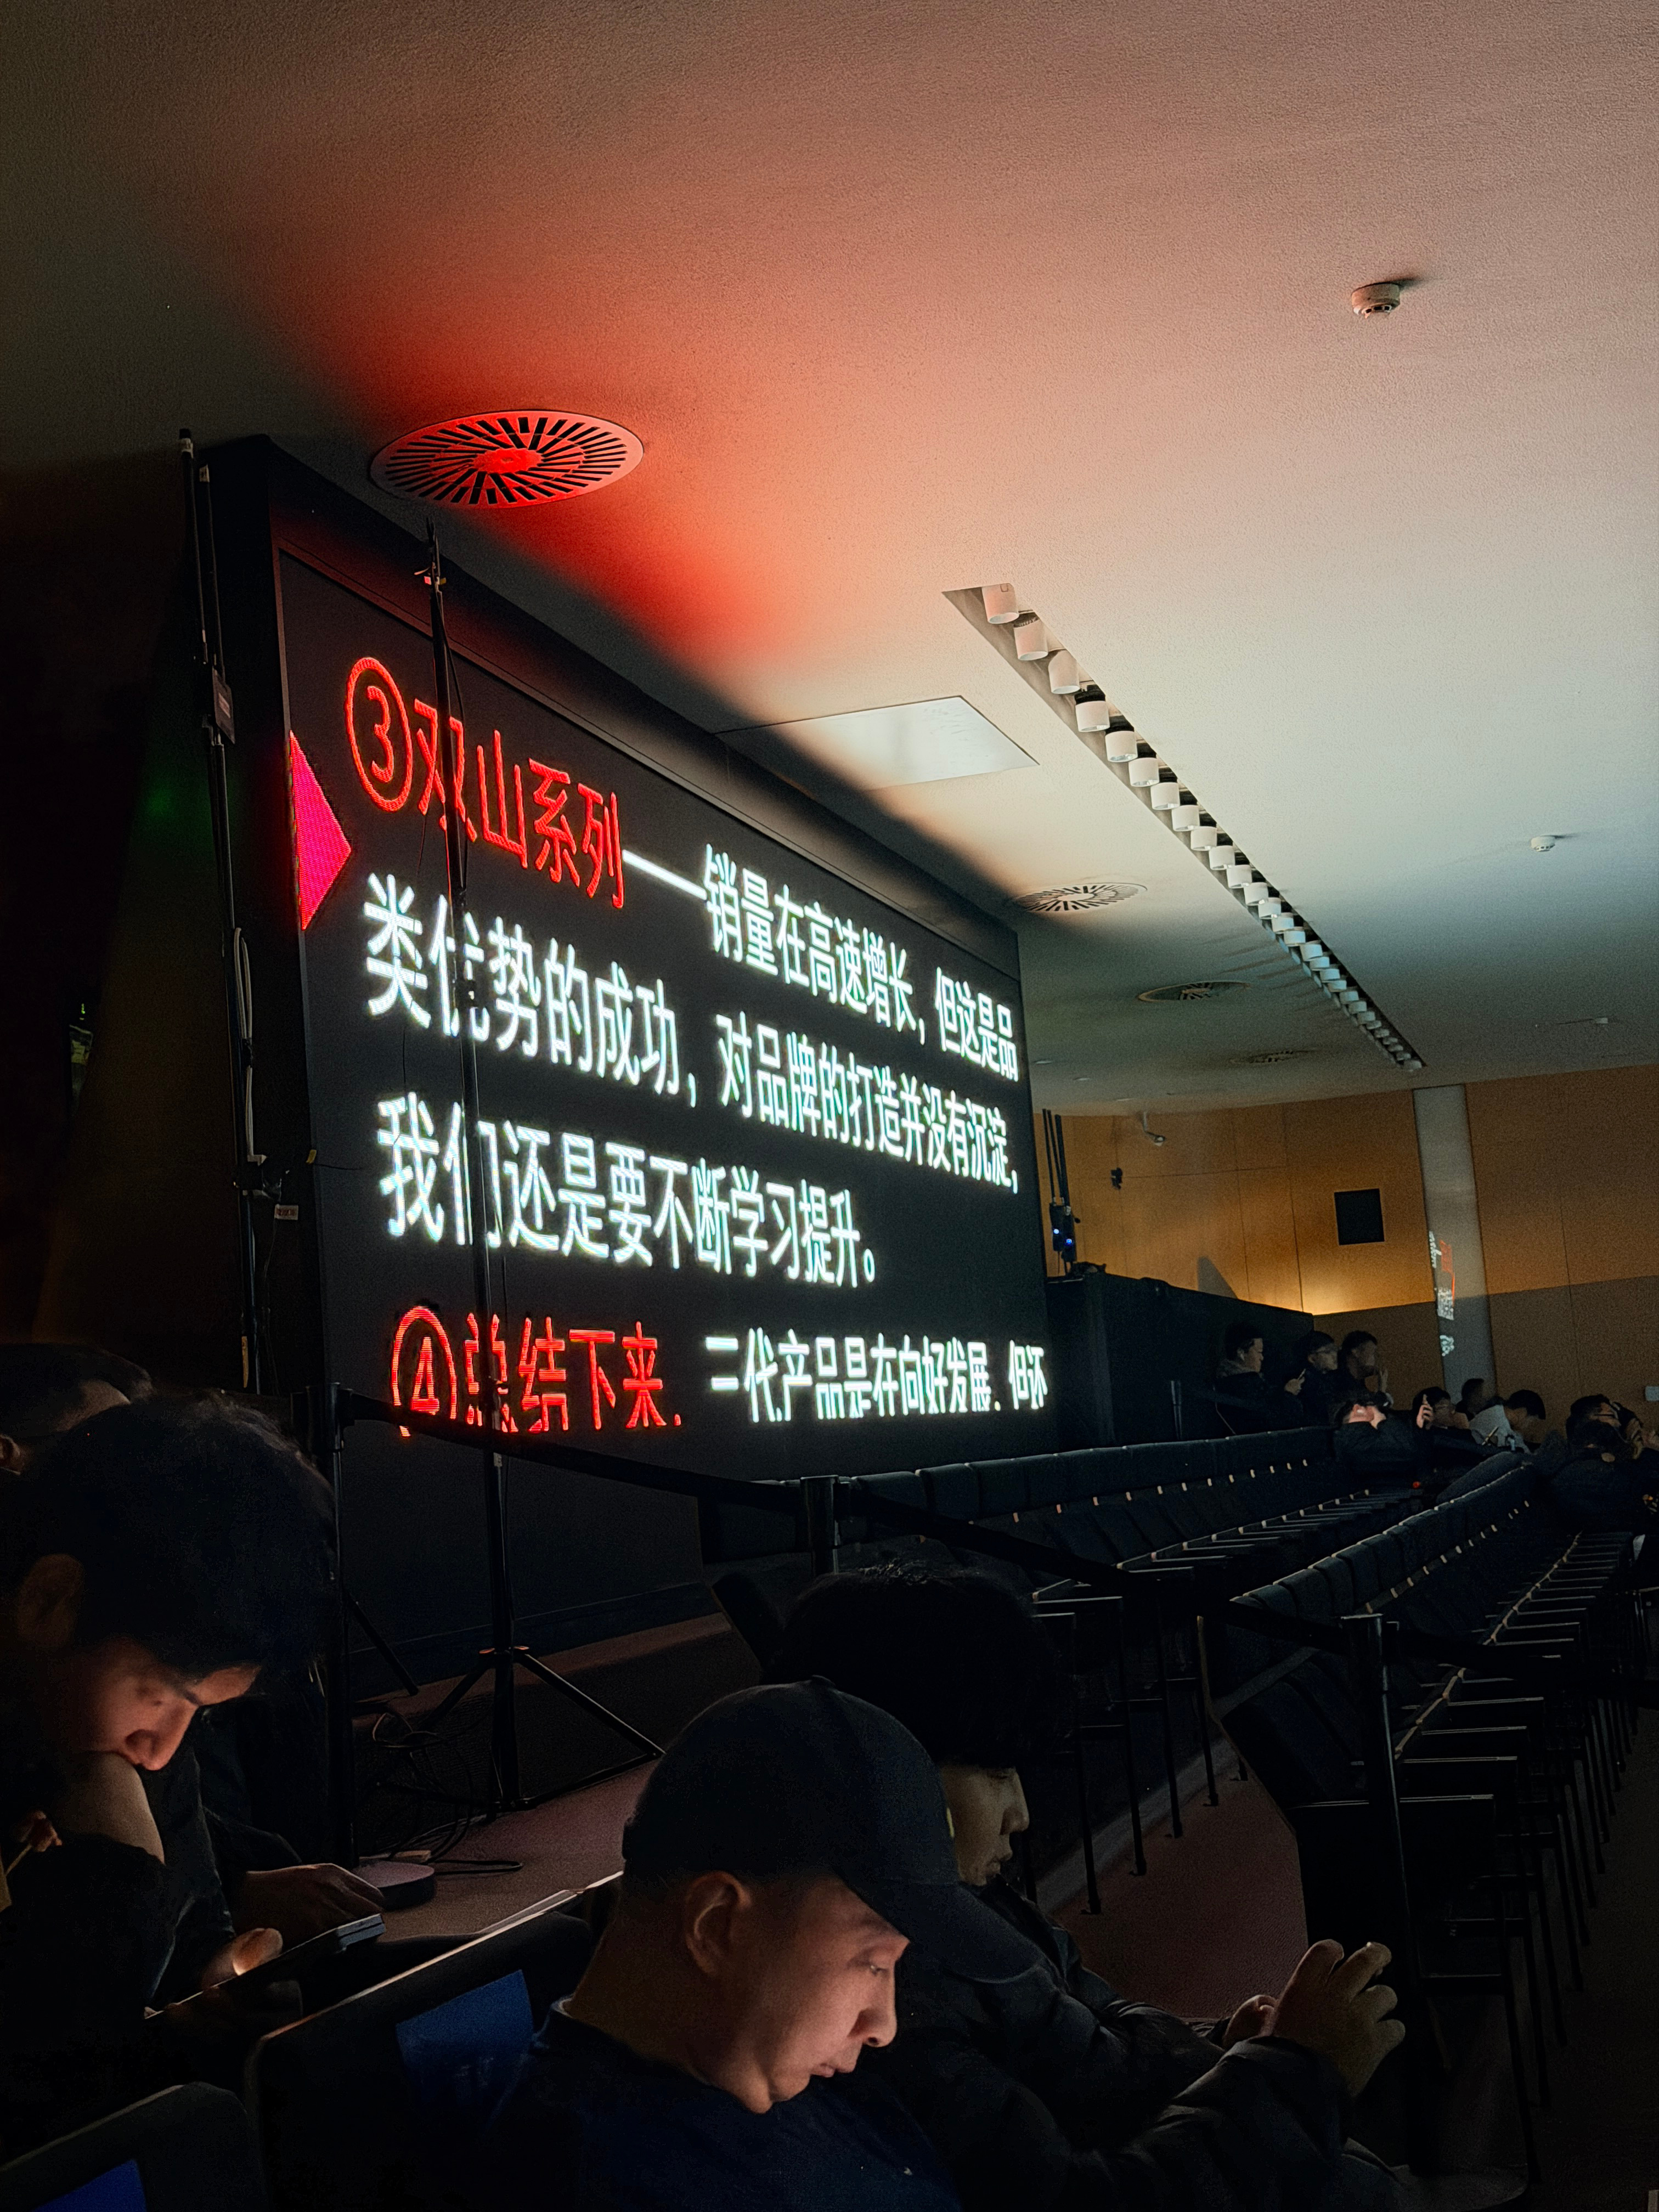 ③双山系列——销量在高速增长，但这是品
类优势的成功，对品牌的打造并没有沉淀，
我们还是要不断学习提升。
④总结下来，二代产品是在向好发展，但还